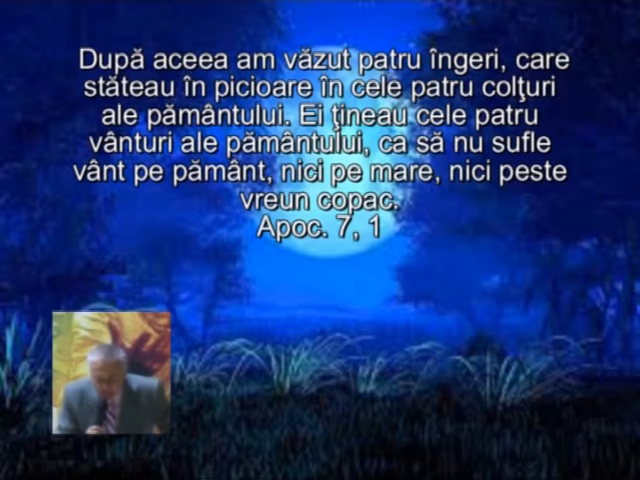 După aceea am văzut patru îngeri, care
stăteau în picioare în cele patru colţuri
ale pământului. Ei ţineau cele patru
vânturi ale pământului, ca să nu sufle
vânt pe pământ, nici pe mare, nici peste
vreun copac.
Apoc. 7, 1